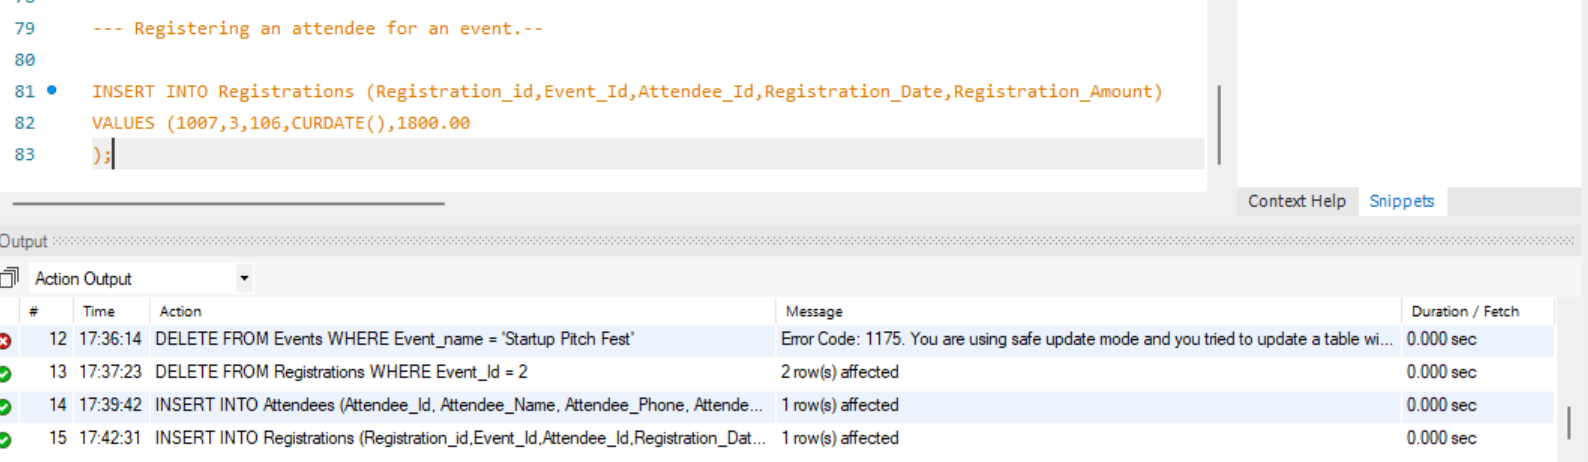 79 --- Registering an attendee for an event.--
80
81 INSERT INTO Registrations (Registration_id,Event_Id,Attendee_Id,Registration_Date,Registration_Amount)
82 VALUES (1007,3,106,CURDATE(),1800.00
83 );
Context Help Snippets
Output
Action Output
# Time Action Message Duration / Fetch
12 17:36:14 DELETE FROM Events WHERE Event_name = 'Startup Pitch Fest' Error Code: 1175. You are using safe update mode and you tried to update a table wi... 0.000 sec
13 17:37:23 DELETE FROM Registrations WHERE Event_Id = 2 2 row(s) affected 0.000 sec
14 17:39:42 INSERT INTO Attendees (Attendee_Id, Attendee_Name, Attendee_Phone, Attende... 1 row(s) affected 0.000 sec
15 17:42:31 INSERT INTO Registrations (Registration_id,Event_Id,Attendee_Id,Registration_Dat... 1 row(s) affected 0.000 sec